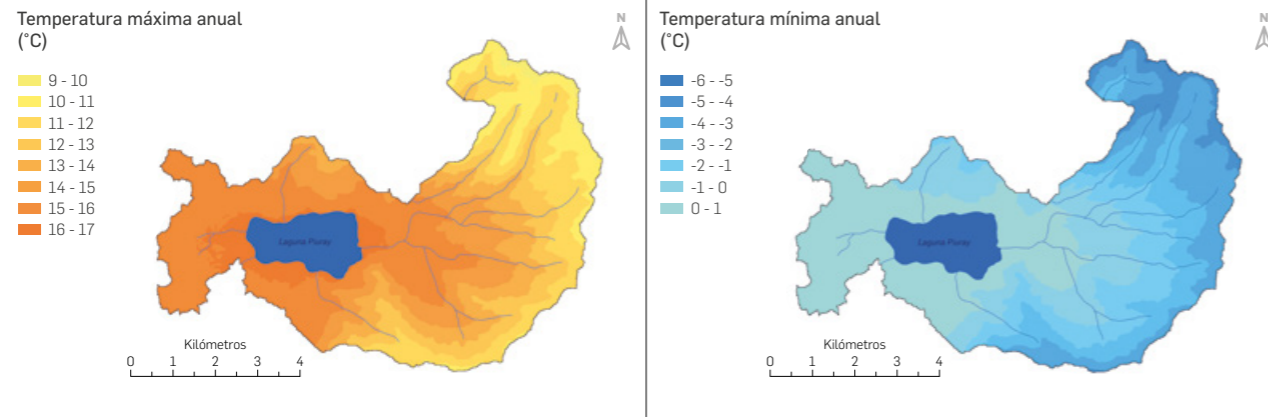 Temperatura máxima anual
(°C)
N
9 - 10
10 - 11
11 - 12
12 - 13
13 - 14
14 - 15
15 - 16
16 - 17
Laguna Piuray
Kilómetros
0 1 2 3 4
Temperatura mínima anual
(°C)
N
-6 - -5
-5 - -4
-4 - -3
-3 - -2
-2 - -1
-1 - 0
0 - 1
Laguna Piuray
Kilómetros
0 1 2 3 4